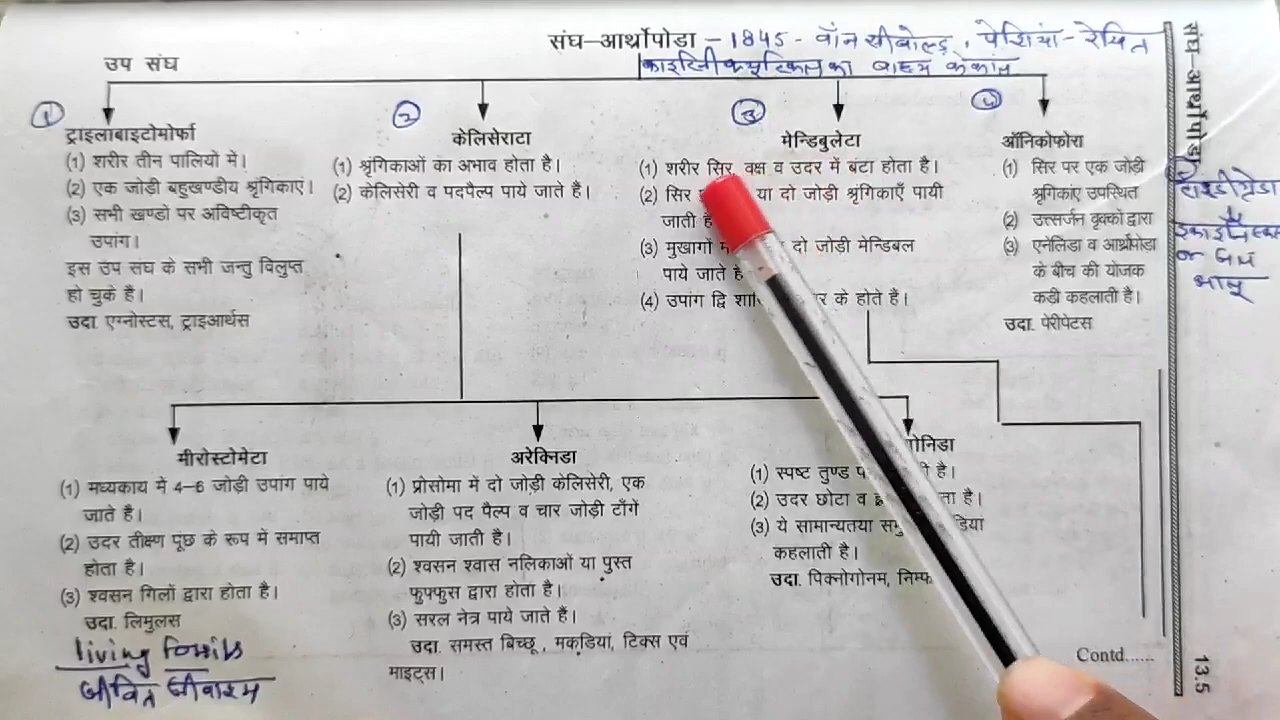 संघ–आर्थोपोडा – 1845 - वॉन सीबोल्ड, पेशियां - रेखित
काइटिनी क्यूटिकल का बाह्य कंकाल
उप संघ
①
ट्राइलाबाइटोमोर्फा
(1) शरीर तीन पालियों में।
(2) एक जोड़ी बहुखण्डीय श्रृंगिकाएं।
(3) सभी खण्डों पर अविष्टीकृत
उपांग।
इस उप संघ के सभी जन्तु विलुप्त
हो चुके है।
उदा. एग्नोस्टस, ट्राइआर्थस
②
केलिसेराटा
(1) श्रृंगिकाओं का अभाव होता है।
(2) केलिसेरी व पदपैल्प पाये जाते है।
③
मेन्डिबुलेटा
(1) शरीर सिर, वक्ष व उदर में बंटा होता है।
(2) सिर या दो जोड़ी श्रृंगिकाएँ पायी
जाती है
(3) मुखागों दो जोड़ी मेन्डिबल
पाये जाते है
(4) उपांग द्वि के होते हैं।
④
ऑनिकोफोरा
(1) सिर पर एक जोड़ी
श्रृगिकाएं उपस्थित
(2) उत्त्सर्जन वृक्को द्वारा
(3) एनेलिडा व आर्थ्रोपोडा
के बीच की योजक
कडी कहलाती है।
उदा. पेरीपेटस
मीरोस्टोमेटा
(1) मध्यकाय में 4–6 जोड़ी उपांग पाये
जाते है।
(2) उदर तीक्ष्ण पूंछ के रूप में समाप्त
होता है।
(3) श्वसन गिलों द्वारा होता है।
उदा. लिमुलस
living fossils
जीवित जीवाश्म
अरेक्निडा
(1) प्रोसोमा में दो जोड़ी केलिसेरी, एक
जोड़ी पद पैल्प व चार जोड़ी टाँगें
पायी जाती है।
(2) श्वसन श्वास नलिकाओं या पुस्त
फुफ्फुस द्वारा होता है।
(3) सरल नेत्र पाये जाते हैं।
उदा. समस्त बिच्छू, मकडियां, टिक्स एवं
माइट्स।
(1) स्पष्ट तुण्ड है।
(2) उदर छोटा व है।
(3) ये सामान्यतया
कहलाती है।
उदा. पिक्नोगोनम,
Contd......
संघ–आर्थोपोडा
टार्डीग्रेडा
भालू
13.5